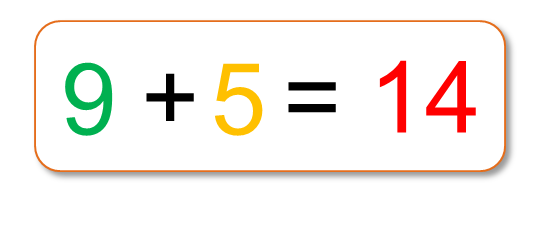 9 + 5 = 14